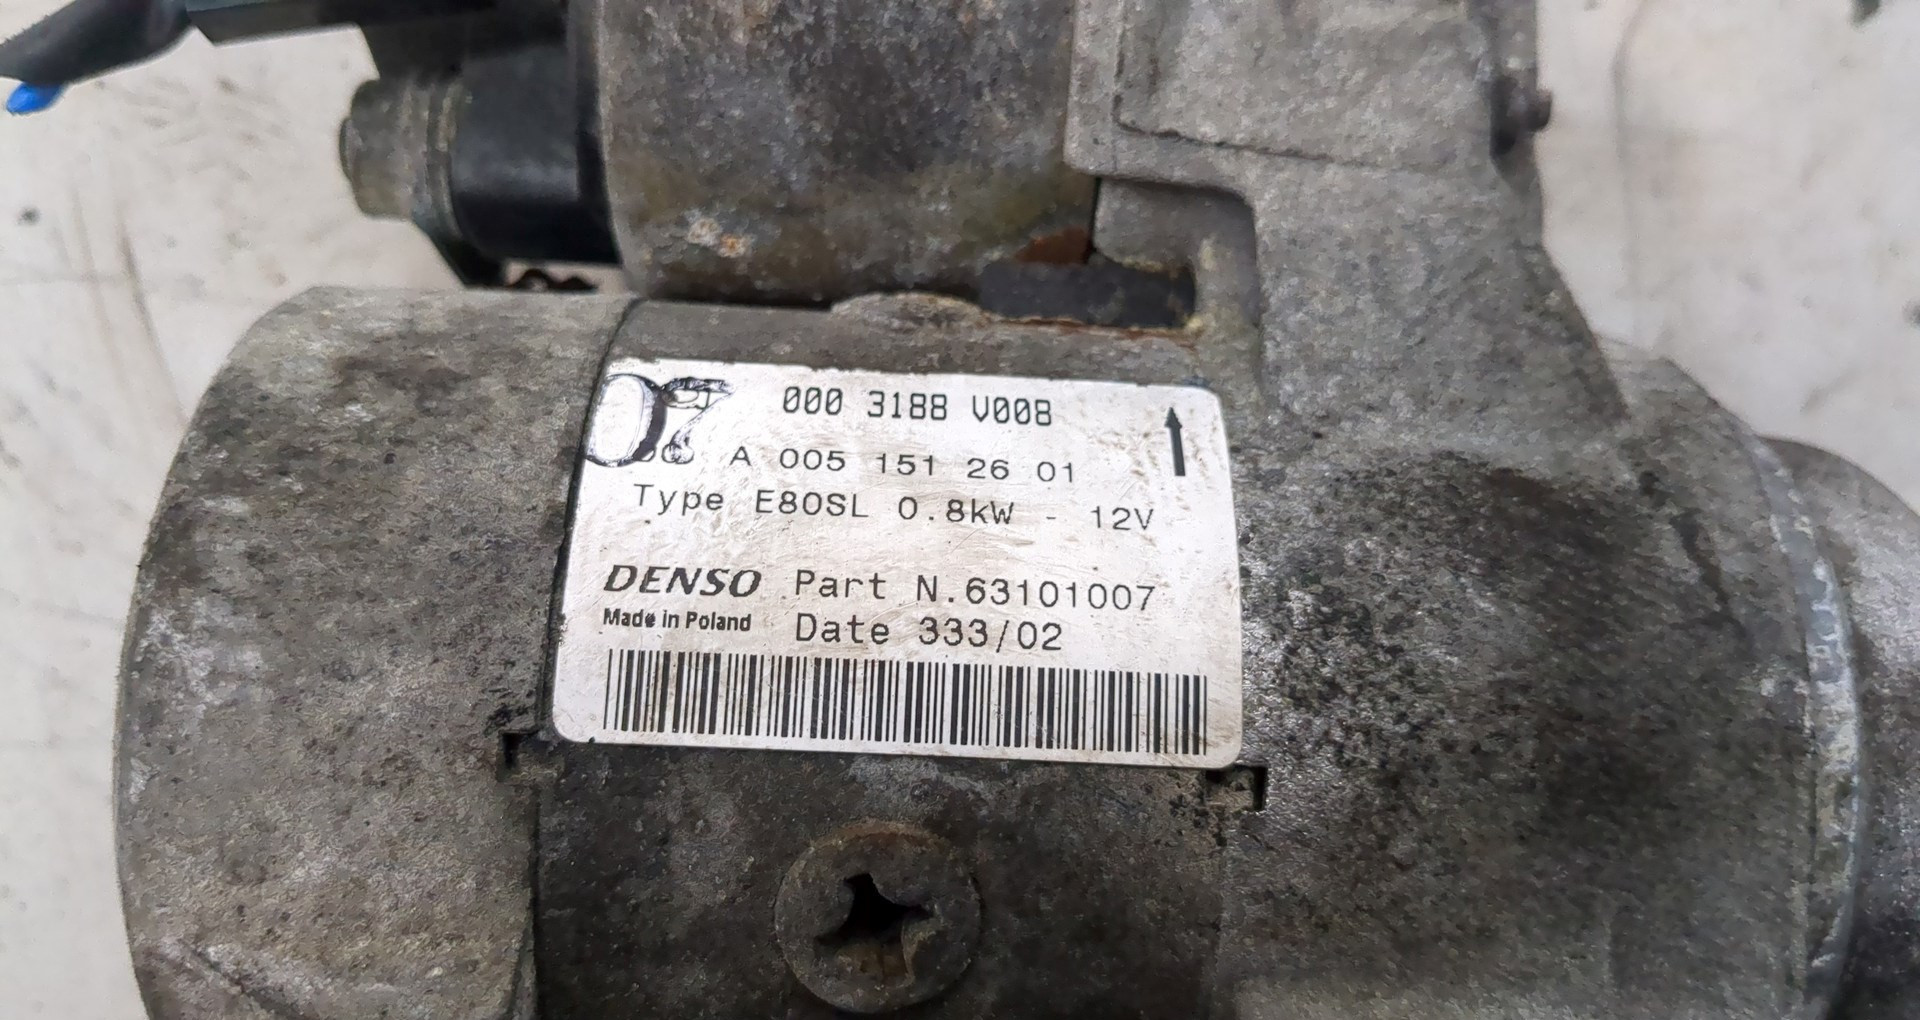 07
000 3188 V008
A 005 151 26 01
Type E80SL 0.8kW - 12V
DENSO Part N.63101007
Made in Poland Date 333/02